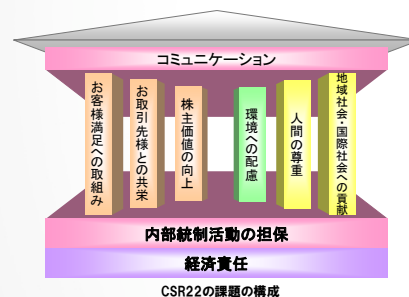 コミュニケーション
お客様満足への取組み
お取引先様との共栄
株主価値の向上
環境への配慮
人間の尊重
地域社会・国際社会への貢献
内部統制活動の担保
経済責任
CSR22の課題の構成